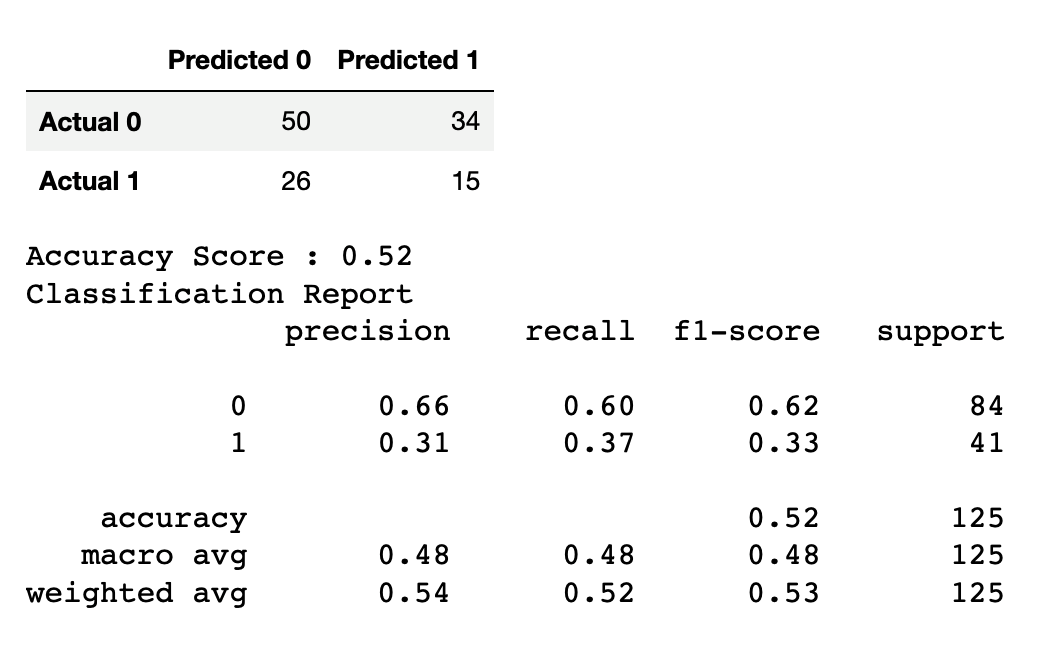 Predicted 0 Predicted 1
Actual 0 50 34
Actual 1 26 15
Accuracy Score : 0.52
Classification Report
precision recall f1-score support
0 0.66 0.60 0.62 84
1 0.31 0.37 0.33 41
accuracy 0.52 125
macro avg 0.48 0.48 0.48 125
weighted avg 0.54 0.52 0.53 125